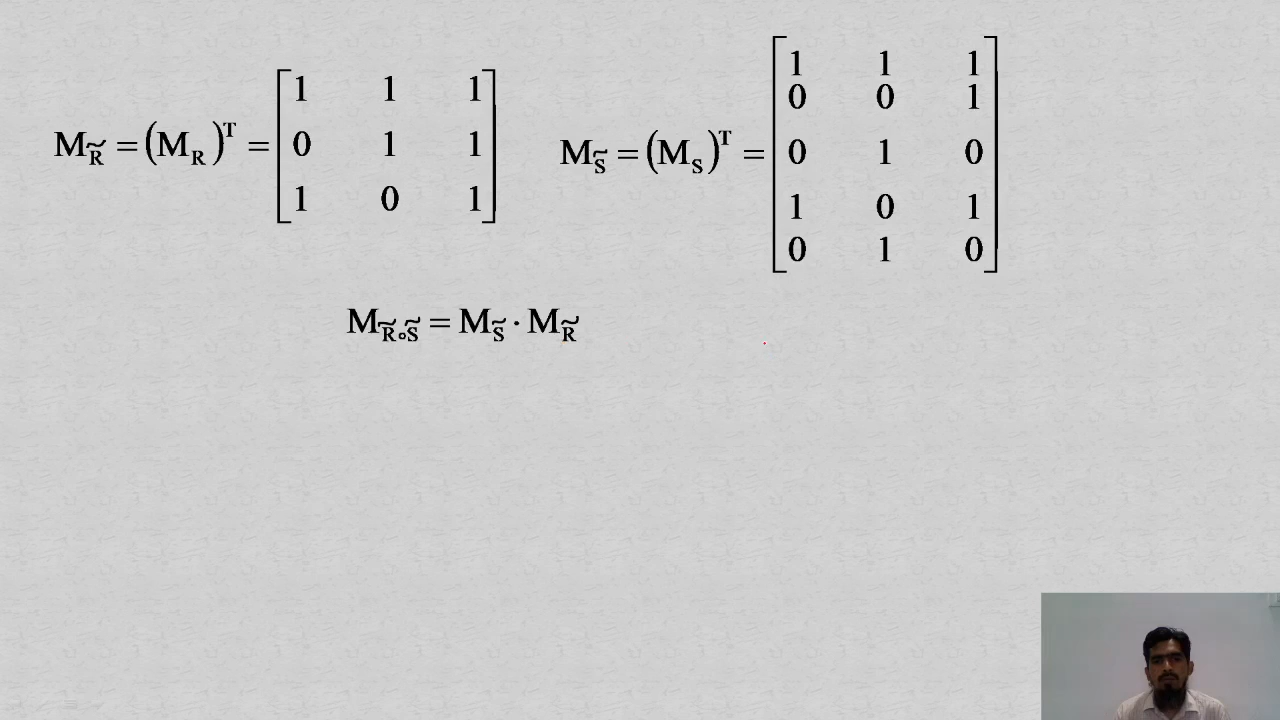 M_R̃ = (M_R)^T = [1 1 1
0 1 1
1 0 1]
M_S̃ = (M_S)^T = [1 1 1
0 0 1
0 1 0
1 0 1
0 1 0]
M_R̃∘S̃ = M_S̃ · M_R̃